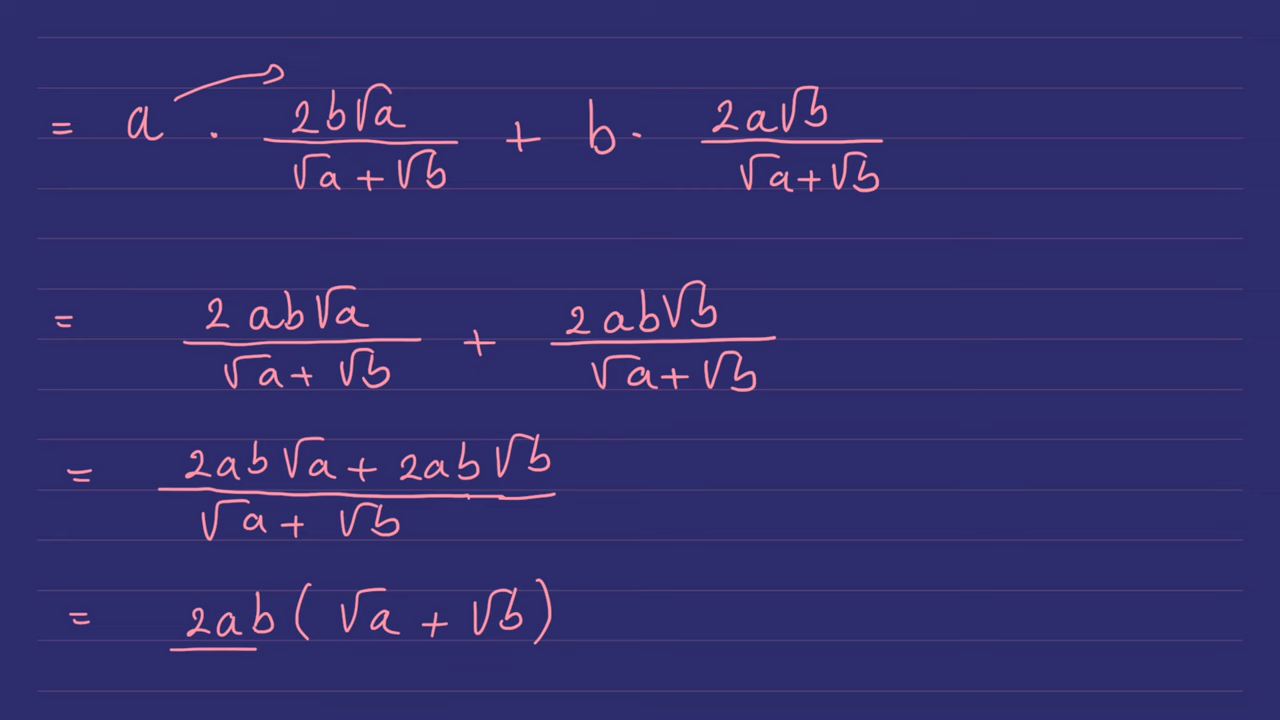 = a · 2b√a / √a + √b + b · 2a√b / √a + √b
= 2ab√a / √a + √b + 2ab√b / √a + √b
= 2ab√a + 2ab√b / √a + √b
= 2ab(√a + √b)